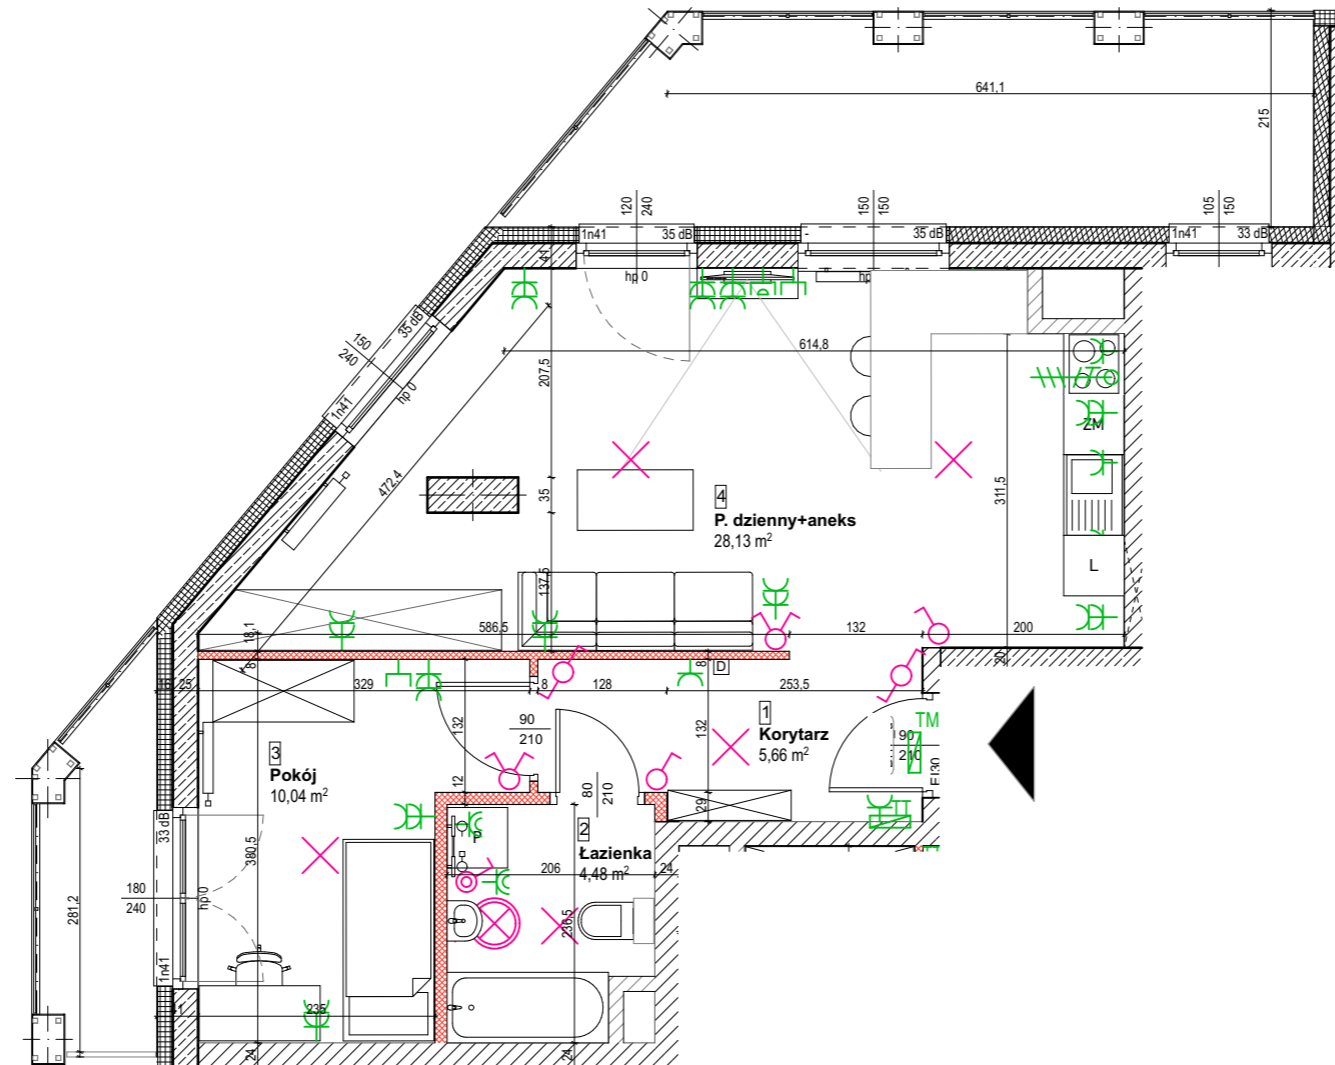 641,1
215
120
240
150
150
105
150
1n41
35 dB
-
35 dB
1n41
33 dB
41
hp 0
hp
35 dB
150
240
hp 0
1n41
614,8
207,5
472,4
35
137,5
311,5
ZM
L
4
P. dzienny+aneks
28,13 m²
586,5
132
200
18,1
8
20
25
329
8
128
253,5
8
D
132
90
210
132
12
1
Korytarz
5,66 m²
TM
90
210
EI30
3
Pokój
10,04 m²
80
210
29
2
Łazienka
4,48 m²
P
206
24
236,5
33 dB
180
240
hp 0
1n41
380,5
281,2
235
24
24